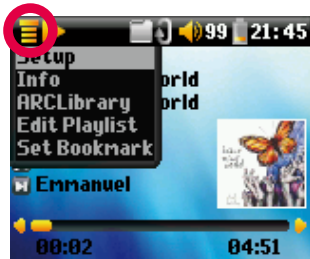 99 21:45
Setup
Info orld
ARCLibrary orld
Edit Playlist
Set Bookmark
Emmanuel
00:02 04:51